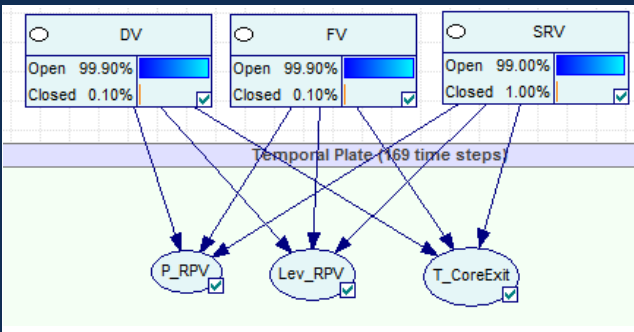 DV
Open 99.90%
Closed 0.10%
FV
Open 99.90%
Closed 0.10%
SRV
Open 99.00%
Closed 1.00%
Temporal Plate (169 time steps)
P_RPV
Lev_RPV
T_CoreExit